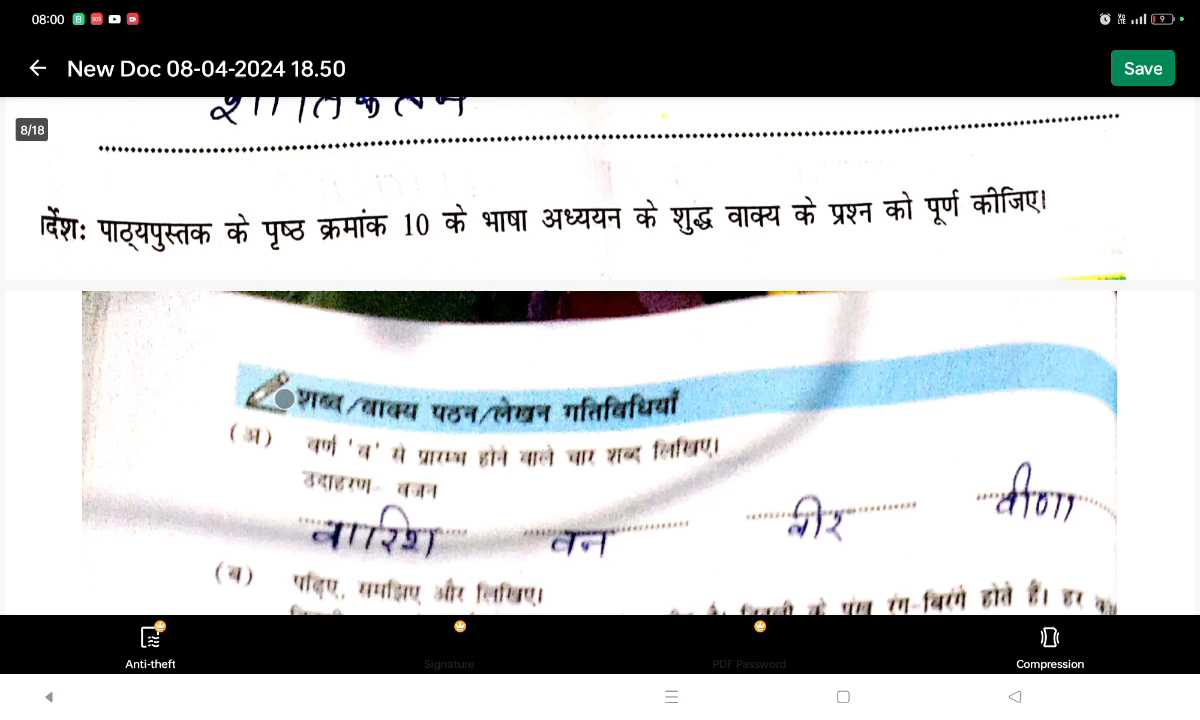 08:00
New Doc 08-04-2024 18.50
Save
8/18
र्देशः पाठ्यपुस्तक के पृष्ठ क्रमांक 10 के भाषा अध्ययन के शुद्ध वाक्य के प्रश्न को पूर्ण कीजिए।
शब्द/वाक्य पठन/लेखन गतिविधियाँ
(अ) वर्ण 'व' से प्रारम्भ होने वाले चार शब्द लिखिए।
उदाहरण- वजन
वारिश वन वीर वीणा
(ब) पढ़िए, समझिए और लिखिए।
के पंख रंग-बिरंगे होते हैं। हर
Anti-theft Signature PDF Password Compression